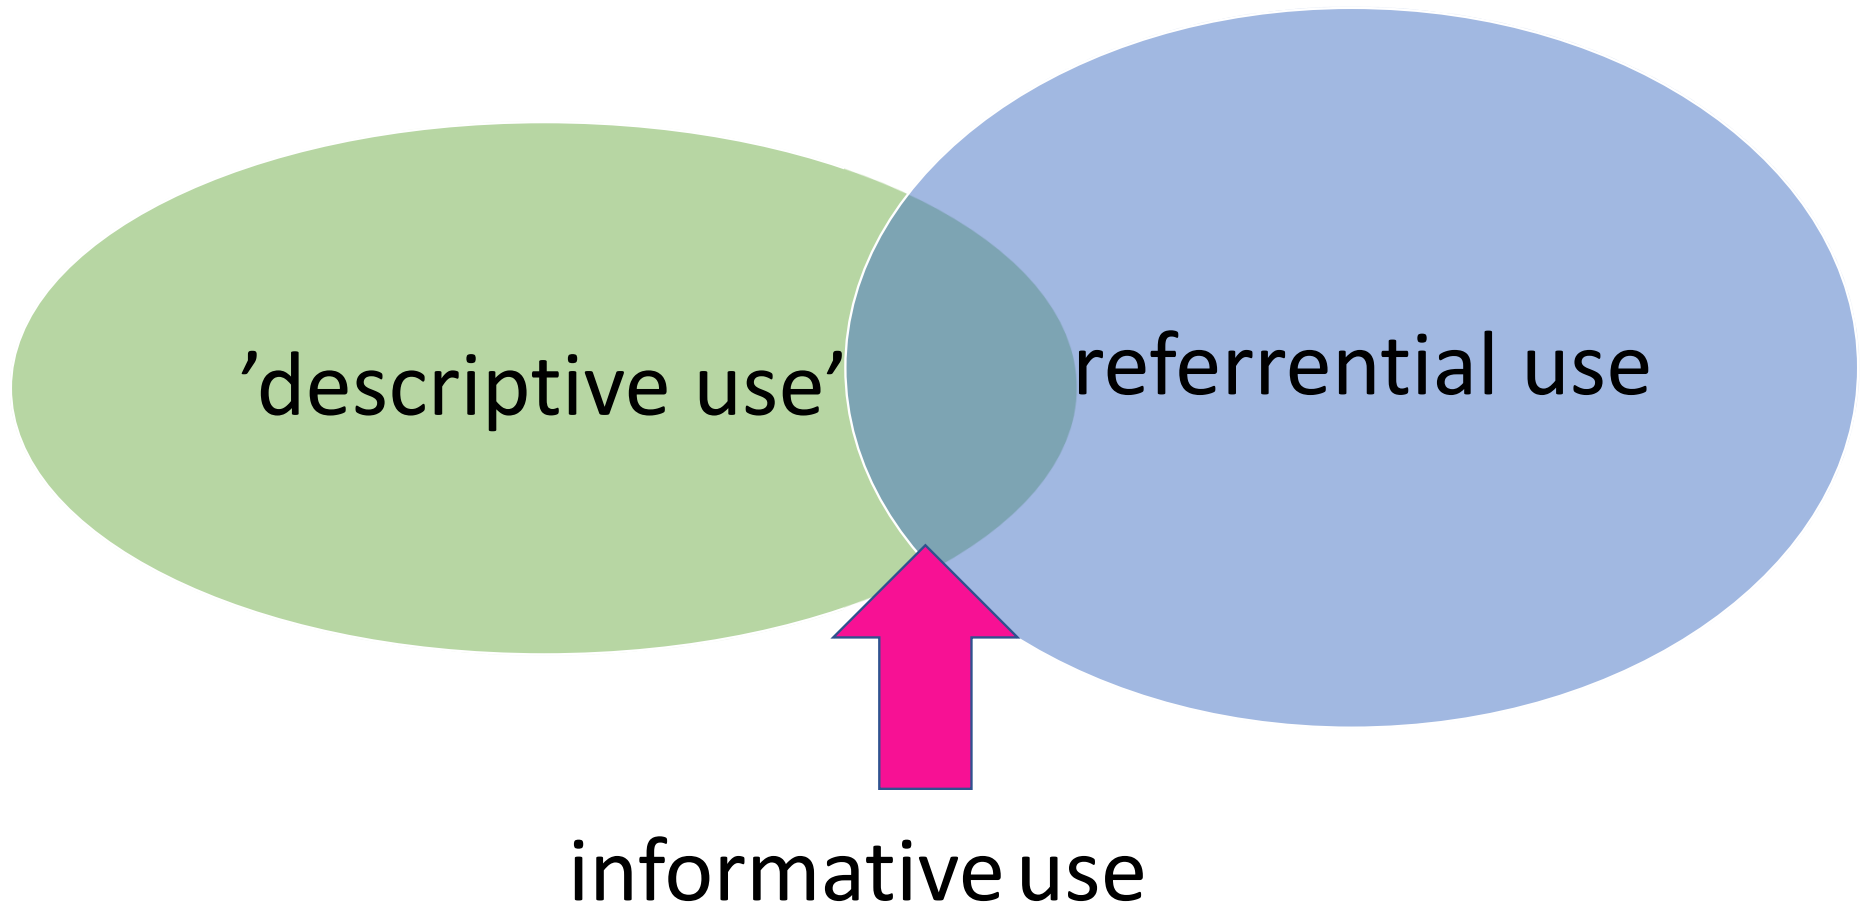 ’descriptive use’
referrential use
informative use